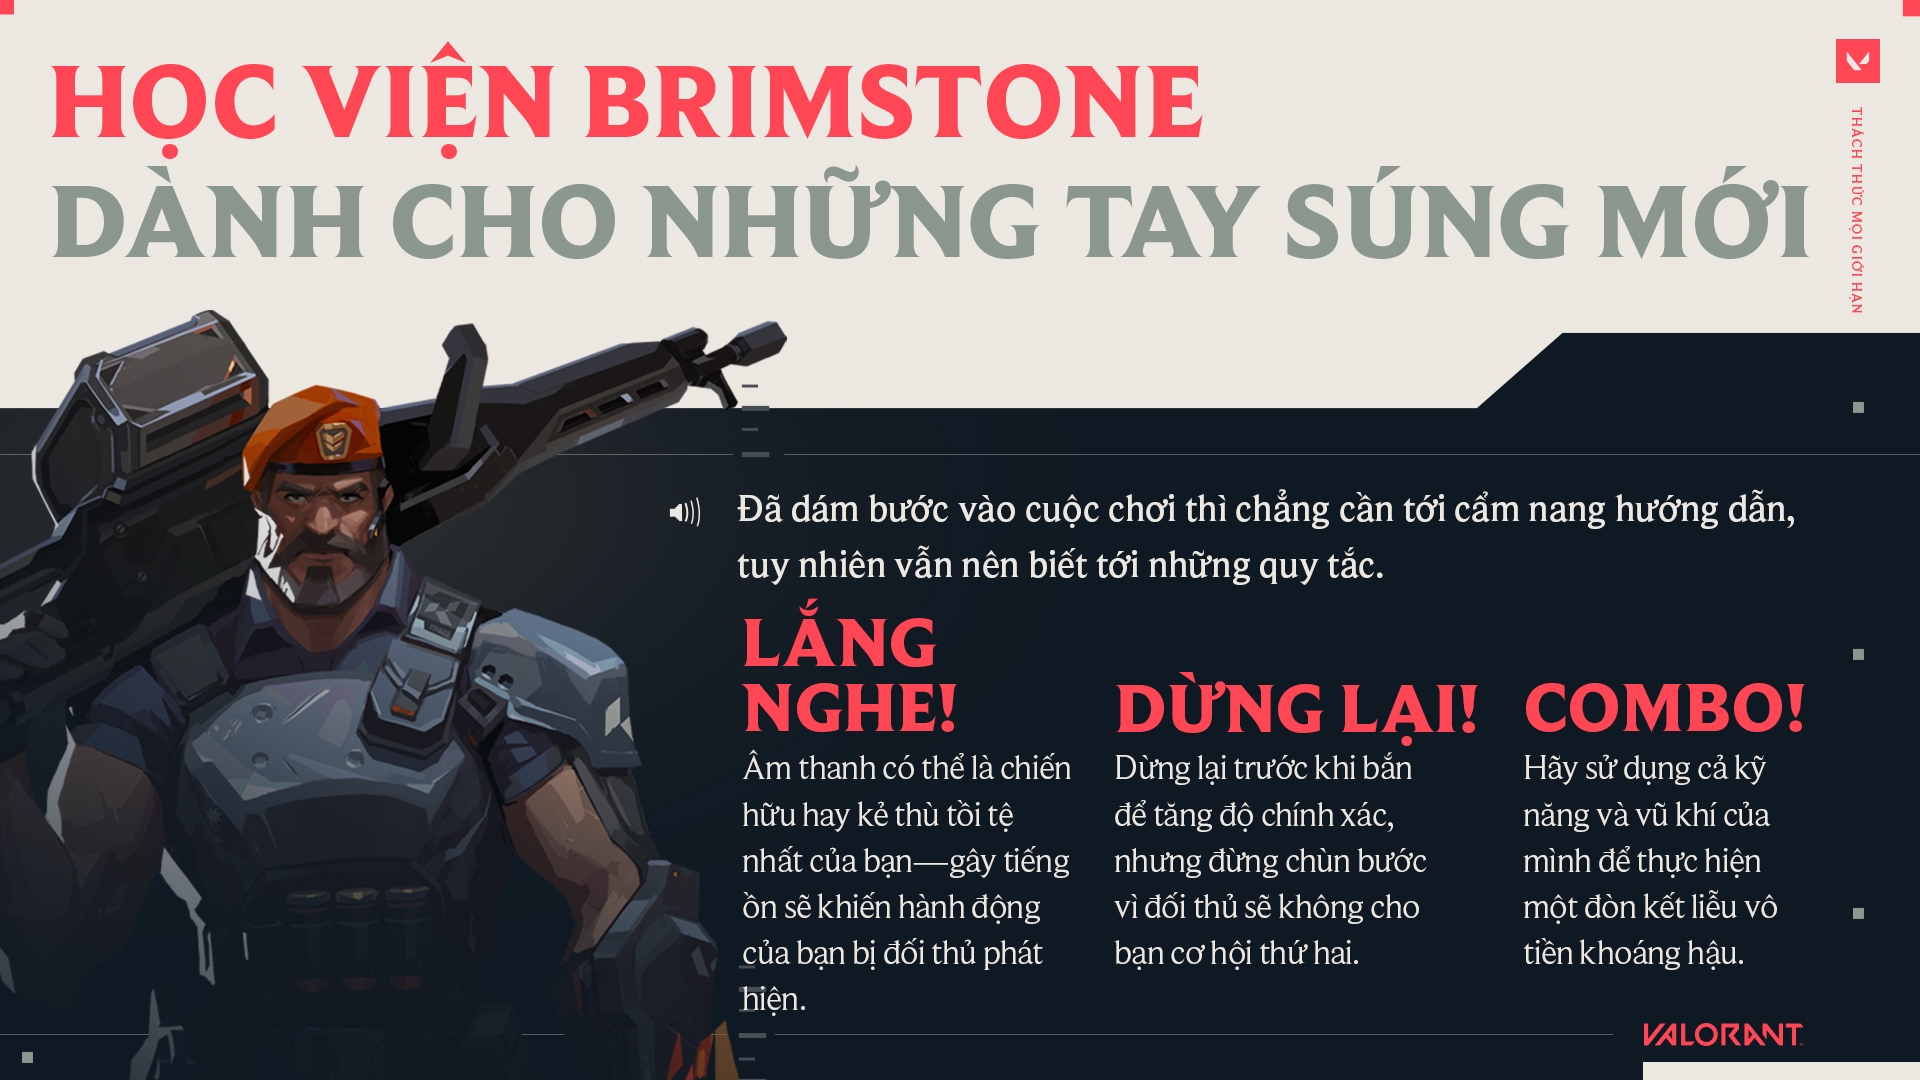 HỌC VIỆN BRIMSTONE
DÀNH CHO NHỮNG TAY SÚNG MỚI
THÁCH THỨC MỌI GIỚI HẠN
Đã dám bước vào cuộc chơi thì chẳng cần tới cẩm nang hướng dẫn,
tuy nhiên vẫn nên biết tới những quy tắc.
LẮNG
NGHE!
Âm thanh có thể là chiến
hữu hay kẻ thù tồi tệ
nhất của bạn—gây tiếng
ồn sẽ khiến hành động
của bạn bị đối thủ phát
hiện.
DỪNG LẠI!
Dừng lại trước khi bắn
để tăng độ chính xác,
nhưng đừng chùn bước
vì đối thủ sẽ không cho
bạn cơ hội thứ hai.
COMBO!
Hãy sử dụng cả kỹ
năng và vũ khí của
mình để thực hiện
một đòn kết liễu vô
tiền khoáng hậu.
VALORANT